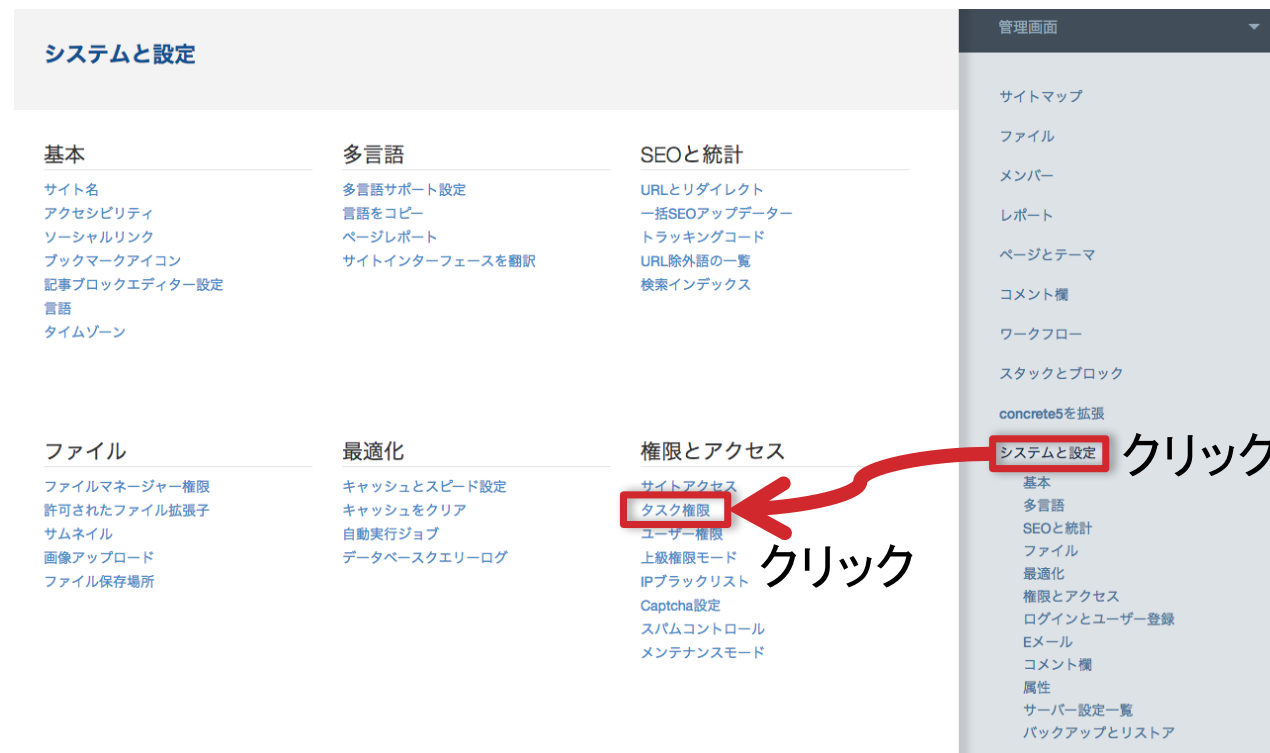 システムと設定
基本
サイト名
アクセシビリティ
ソーシャルリンク
ブックマークアイコン
記事ブロックエディター設定
言語
タイムゾーン
多言語
多言語サポート設定
言語をコピー
ページレポート
サイトインターフェースを翻訳
SEOと統計
URLとリダイレクト
一括SEOアップデーター
トラッキングコード
URL除外語の一覧
検索インデックス
ファイル
ファイルマネージャー権限
許可されたファイル拡張子
サムネイル
画像アップロード
ファイル保存場所
最適化
キャッシュとスピード設定
キャッシュをクリア
自動実行ジョブ
データベースクエリーログ
権限とアクセス
サイトアクセス
タスク権限
ユーザー権限
上級権限モード
IPブラックリスト
Captcha設定
スパムコントロール
メンテナンスモード
クリック
管理画面
サイトマップ
ファイル
メンバー
レポート
ページとテーマ
コメント欄
ワークフロー
スタックとブロック
concrete5を拡張
システムと設定
クリック
基本
多言語
SEOと統計
ファイル
最適化
権限とアクセス
ログインとユーザー登録
Eメール
コメント欄
属性
サーバー設定一覧
バックアップとリストア